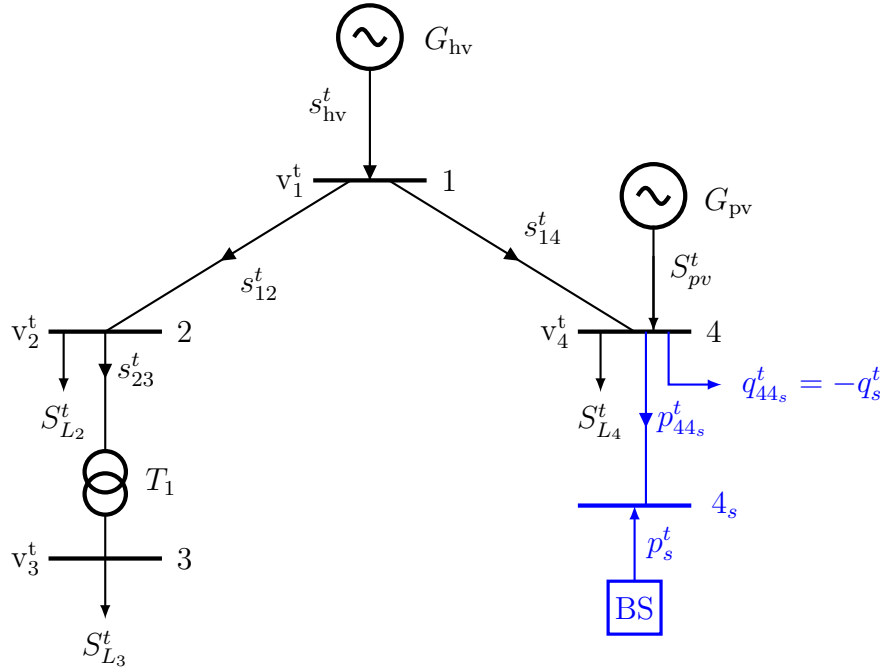 G_hv
s^t_hv
v^t_1
1
G_pv
s^t_14
S^t_pv
s^t_12
v^t_2
2
v^t_4
4
s^t_23
q^t_44s = −q^t_s
S^t_L2
S^t_L4
p^t_44s
T_1
4_s
v^t_3
3
p^t_s
BS
S^t_L3